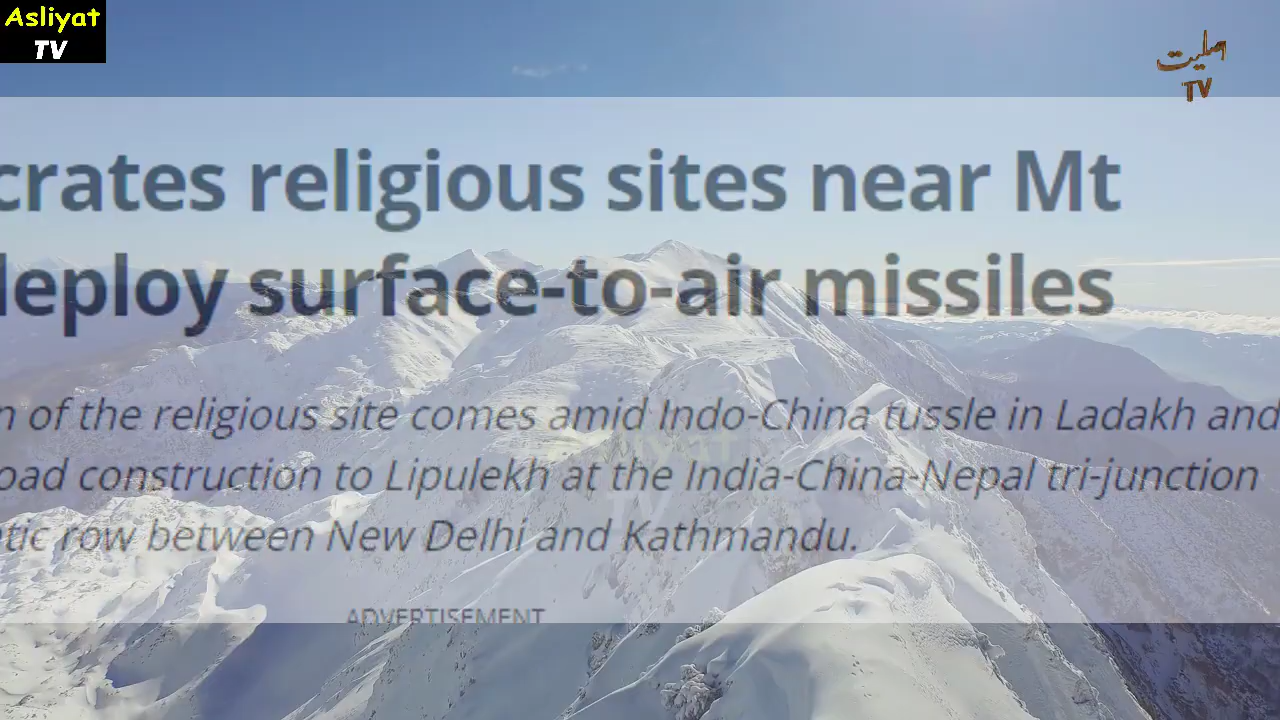 Asliyat
TV
اصلیت
TV
crates religious sites near Mt
deploy surface-to-air missiles
n of the religious site comes amid Indo-China tussle in Ladakh and
oad construction to Lipulekh at the India-China-Nepal tri-junction
tic row between New Delhi and Kathmandu.
ADVERTISEMENT